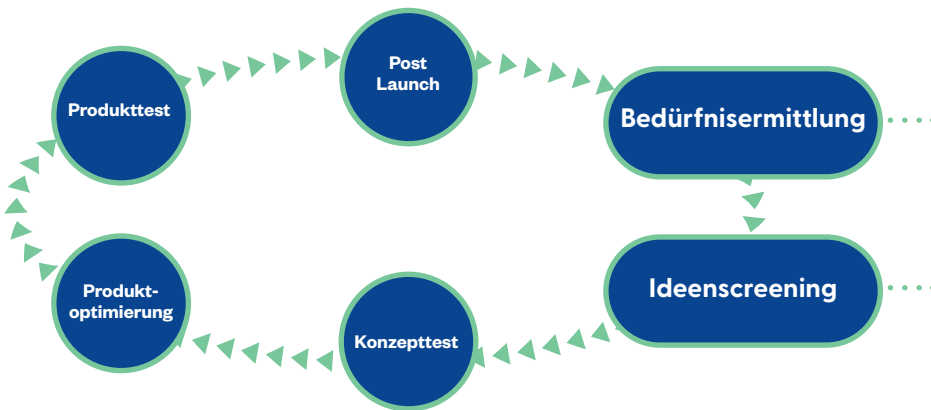 Post
Launch
Produkttest
Bedürfnisermittlung
Ideenscreening
Produkt-
optimierung
Konzepttest